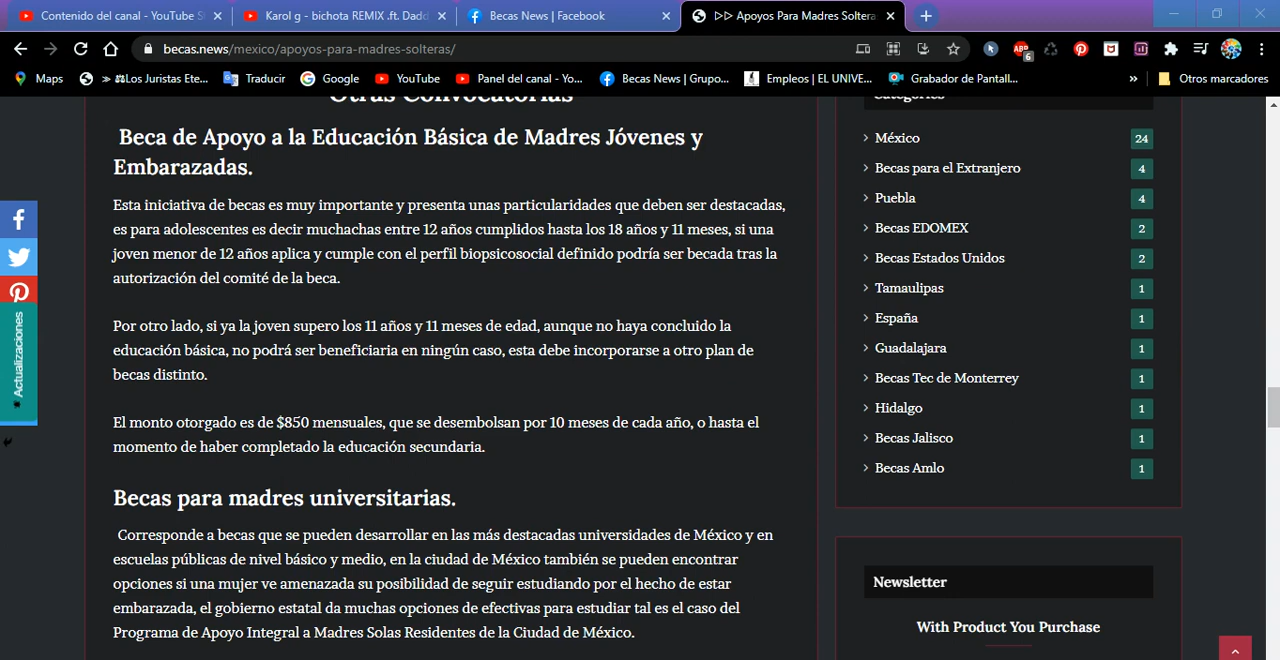 Contenido del canal - YouTube S
Karol g - bichota REMIX .ft. Dadd
Becas News | Facebook
▷▷ Apoyos Para Madres Soltera
becas.news/mexico/apoyos-para-madres-solteras/
ABP
6
Maps
» ⚖️Los Juristas Ete...
Traducir
Google
YouTube
Panel del canal - Yo...
Becas News | Grupo...
Empleos | EL UNIVE...
Grabador de Pantall...
»
Otros marcadores
Otras Convocatorias
Beca de Apoyo a la Educación Básica de Madres Jóvenes y
Embarazadas.
Esta iniciativa de becas es muy importante y presenta unas particularidades que deben ser destacadas,
es para adolescentes es decir muchachas entre 12 años cumplidos hasta los 18 años y 11 meses, si una
joven menor de 12 años aplica y cumple con el perfil biopsicosocial definido podría ser becada tras la
autorización del comité de la beca.
Por otro lado, si ya la joven supero los 11 años y 11 meses de edad, aunque no haya concluido la
educación básica, no podrá ser beneficiaria en ningún caso, esta debe incorporarse a otro plan de
becas distinto.
El monto otorgado es de $850 mensuales, que se desembolsan por 10 meses de cada año, o hasta el
momento de haber completado la educación secundaria.
Becas para madres universitarias.
Corresponde a becas que se pueden desarrollar en las más destacadas universidades de México y en
escuelas públicas de nivel básico y medio, en la ciudad de México también se pueden encontrar
opciones si una mujer ve amenazada su posibilidad de seguir estudiando por el hecho de estar
embarazada, el gobierno estatal da muchas opciones de efectivas para estudiar tal es el caso del
Programa de Apoyo Integral a Madres Solas Residentes de la Ciudad de México.
Actualizaciones
Categories
México 24
Becas para el Extranjero 4
Puebla 4
Becas EDOMEX 2
Becas Estados Unidos 2
Tamaulipas 1
España 1
Guadalajara 1
Becas Tec de Monterrey 1
Hidalgo 1
Becas Jalisco 1
Becas Amlo 1
Newsletter
With Product You Purchase